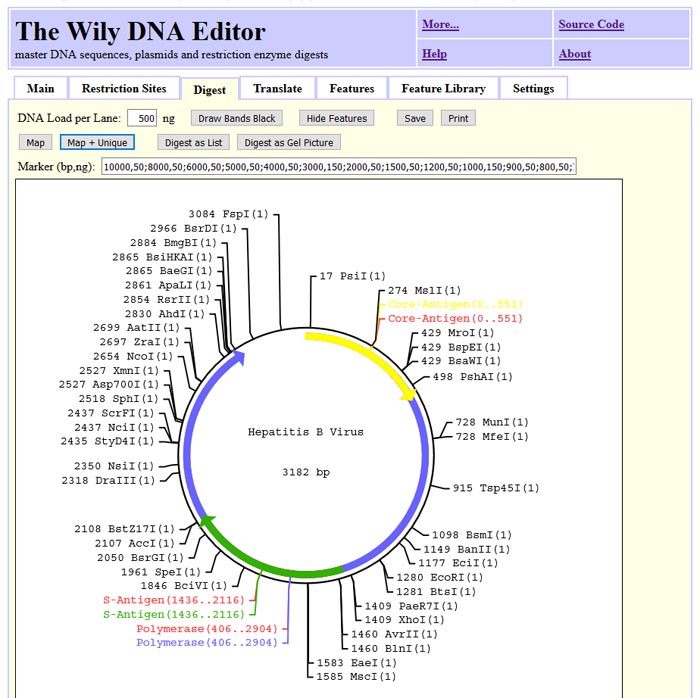 The Wily DNA Editor
master DNA sequences, plasmids and restriction enzyme digests
More... Source Code
Help About
Main Restriction Sites Digest Translate Features Feature Library Settings
DNA Load per Lane: 500 ng Draw Bands Black Hide Features Save Print
Map Map + Unique Digest as List Digest as Gel Picture
Marker (bp,ng): 10000,50;8000,50;6000,50;5000,50;4000,50;3000,150;2000,50;1500,50;1200,50;1000,150;900,50;800,50;
3084 FspI(1)
2966 BsrDI(1)
2884 BmgBI(1)
2865 BsiHKAI(1)
2865 BaeGI(1)
2861 ApaLI(1)
2854 RsrII(1)
2830 AhdI(1)
2699 AatII(1)
2697 ZraI(1)
2654 NcoI(1)
2527 XmnI(1)
2527 Asp700I(1)
2518 SphI(1)
2437 ScrFI(1)
2437 NciI(1)
2435 StyD4I(1)
2350 NsiI(1)
2318 DraIII(1)
2108 BstZ17I(1)
2107 AccI(1)
2050 BsrGI(1)
1961 SpeI(1)
1846 BciVI(1)
S-Antigen(1436..2116)
S-Antigen(1436..2116)
Polymerase(406..2904)
Polymerase(406..2904)
Hepatitis B Virus
3182 bp
17 PsiI(1)
274 MslI(1)
Core-Antigen(0..551)
Core-Antigen(0..551)
429 MroI(1)
429 BspEI(1)
429 BsaWI(1)
498 PshAI(1)
728 MunI(1)
728 MfeI(1)
915 Tsp45I(1)
1098 BsmI(1)
1149 BanII(1)
1177 EciI(1)
1280 EcoRI(1)
1281 BtsI(1)
1409 PaeR7I(1)
1409 XhoI(1)
1460 AvrII(1)
1460 BlnI(1)
1583 EaeI(1)
1585 MscI(1)